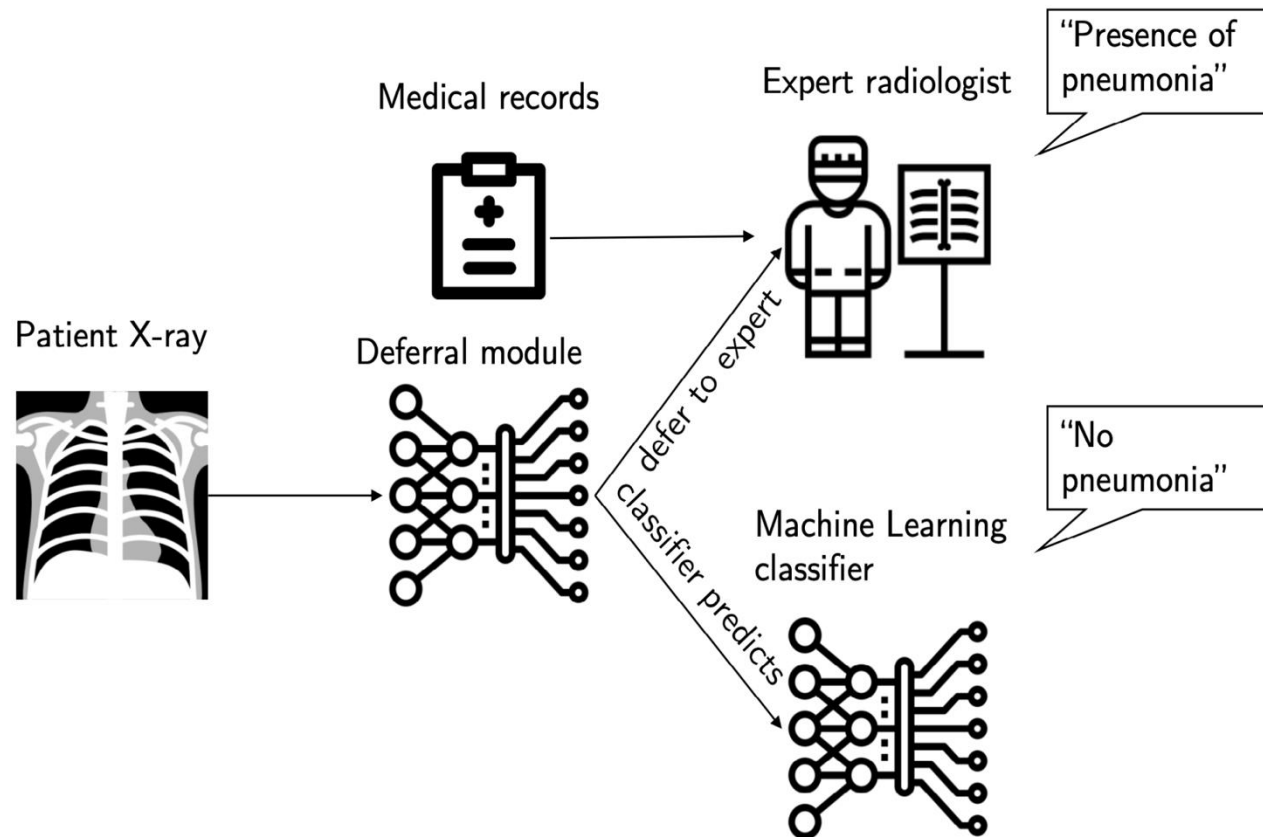 “Presence of
pneumonia”
Medical records
Expert radiologist
Patient X-ray
Deferral module
defer to expert
classifier predicts
“No
pneumonia”
Machine Learning
classifier